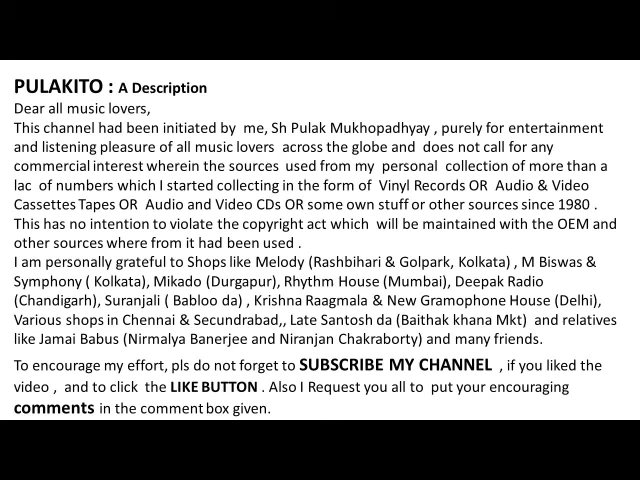 PULAKITO : A Description
Dear all music lovers,
This channel had been initiated by me, Sh Pulak Mukhopadhyay , purely for entertainment
and listening pleasure of all music lovers across the globe and does not call for any
commercial interest wherein the sources used from my personal collection of more than a
lac of numbers which I started collecting in the form of Vinyl Records OR Audio & Video
Cassettes Tapes OR Audio and Video CDs OR some own stuff or other sources since 1980 .
This has no intention to violate the copyright act which will be maintained with the OEM and
other sources where from it had been used .
I am personally grateful to Shops like Melody (Rashbihari & Golpark, Kolkata) , M Biswas &
Symphony ( Kolkata), Mikado (Durgapur), Rhythm House (Mumbai), Deepak Radio
(Chandigarh), Suranjali ( Babloo da) , Krishna Raagmala & New Gramophone House (Delhi),
Various shops in Chennai & Secundrabad,, Late Santosh da (Baithak khana Mkt) and relatives
like Jamai Babus (Nirmalya Banerjee and Niranjan Chakraborty) and many friends.
To encourage my effort, pls do not forget to SUBSCRIBE MY CHANNEL , if you liked the
video , and to click the LIKE BUTTON . Also I Request you all to put your encouraging
comments in the comment box given.